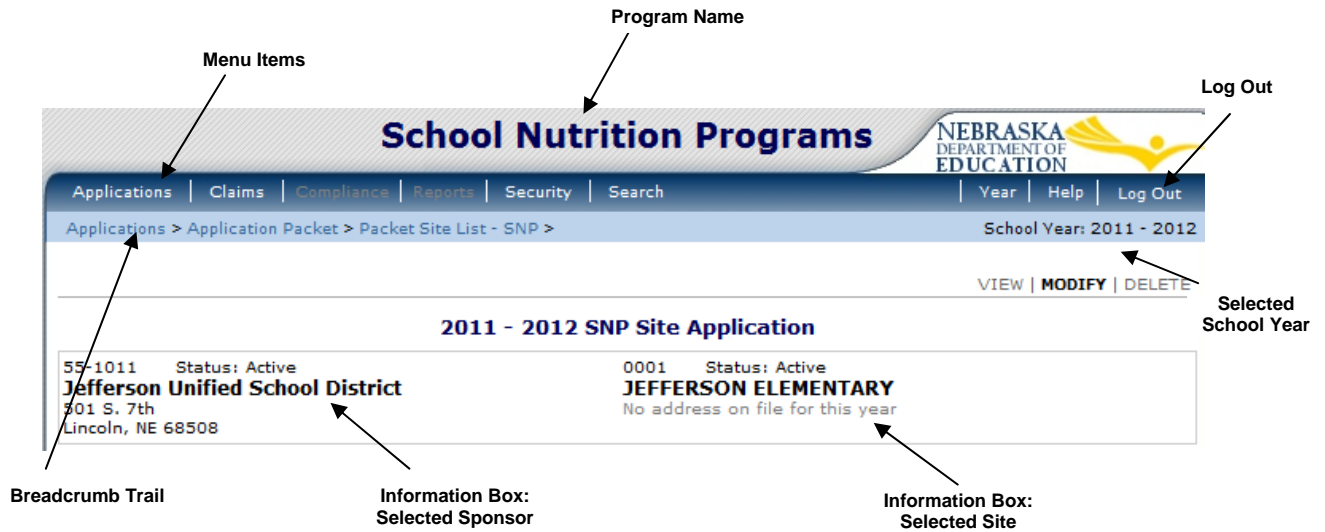 Program Name
Menu Items
Log Out
School Nutrition Programs
NEBRASKA
DEPARTMENT OF
EDUCATION
Applications | Claims | Compliance | Reports | Security | Search | Year | Help | Log Out
Applications > Application Packet > Packet Site List - SNP > School Year: 2011 - 2012
VIEW | MODIFY | DELETE
Selected
School Year
2011 - 2012 SNP Site Application
55-1011 Status: Active
Jefferson Unified School District
501 S. 7th
Lincoln, NE 68508
0001 Status: Active
JEFFERSON ELEMENTARY
No address on file for this year
Breadcrumb Trail
Information Box:
Selected Sponsor
Information Box:
Selected Site